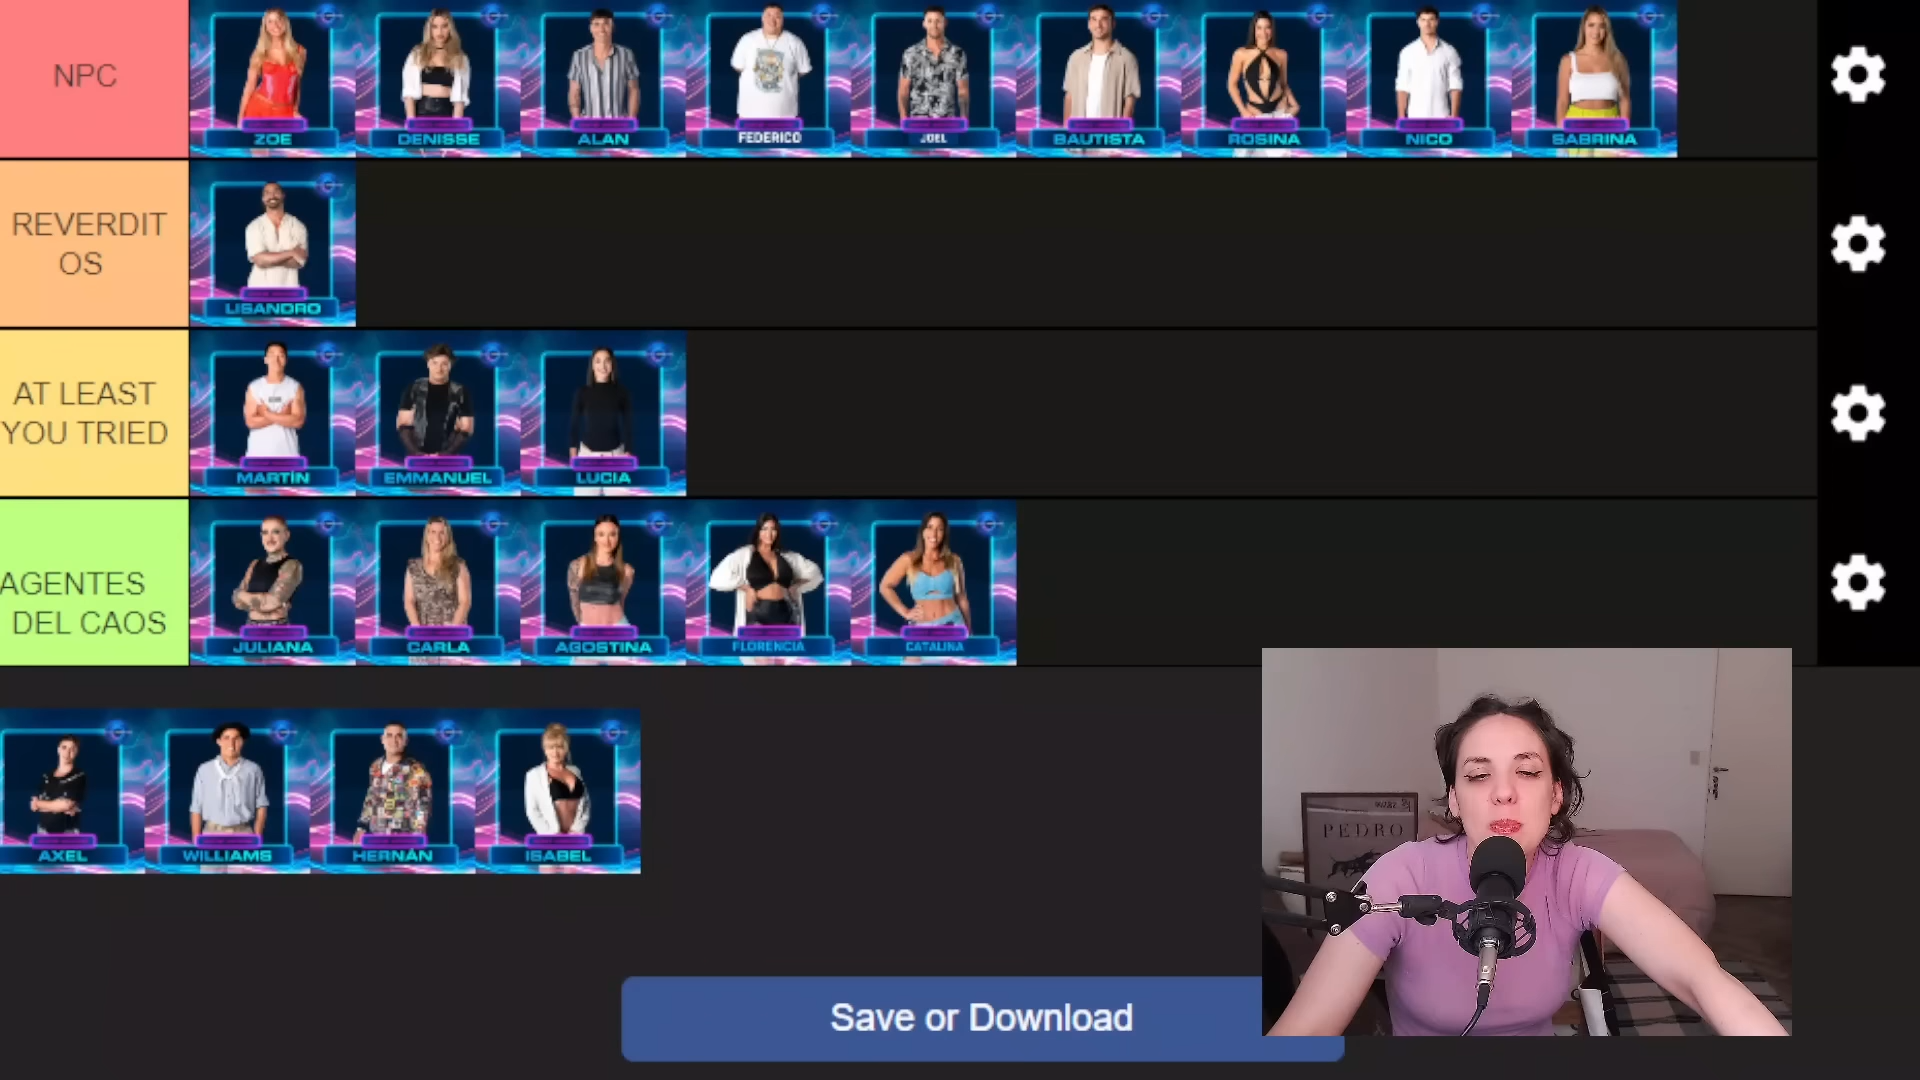 NPC
ZOE
DENISSE
ALAN
FEDERICO
JOEL
BAUTISTA
ROSINA
NICO
SABRINA
REVERDIT
OS
LISANDRO
AT LEAST
YOU TRIED
MARTÍN
EMMANUEL
LUCIA
AGENTES
DEL CAOS
JULIANA
CARLA
AGOSTINA
FLORENCIA
CATALINA
AXEL
WILLIAMS
HERNÁN
ISABEL
PEDRO
Save or Download